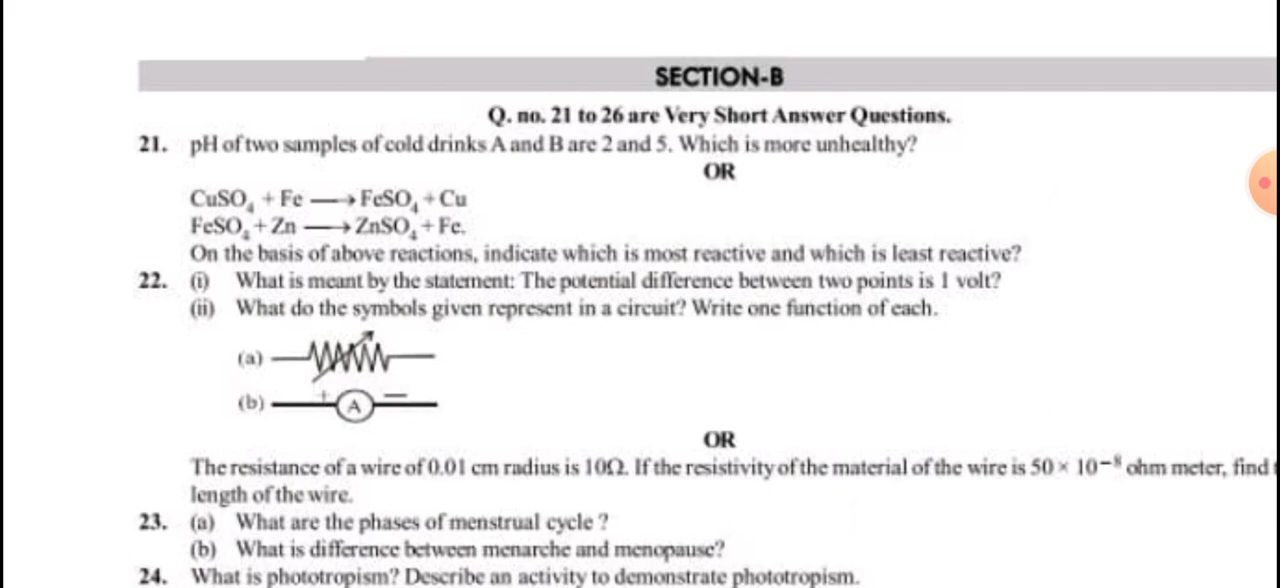 SECTION-B
Q. no. 21 to 26 are Very Short Answer Questions.
21. pH of two samples of cold drinks A and B are 2 and 5. Which is more unhealthy?
OR
CuSO₄ + Fe ⟶ FeSO₄ + Cu
FeSO₄ + Zn ⟶ ZnSO₄ + Fe.
On the basis of above reactions, indicate which is most reactive and which is least reactive?
22. (i) What is meant by the statement: The potential difference between two points is 1 volt?
(ii) What do the symbols given represent in a circuit? Write one function of each.
(a)
(b) + A −
OR
The resistance of a wire of 0.01 cm radius is 10Ω. If the resistivity of the material of the wire is 50 × 10⁻⁸ ohm meter, find
length of the wire.
23. (a) What are the phases of menstrual cycle ?
(b) What is difference between menarche and menopause?
24. What is phototropism? Describe an activity to demonstrate phototropism.